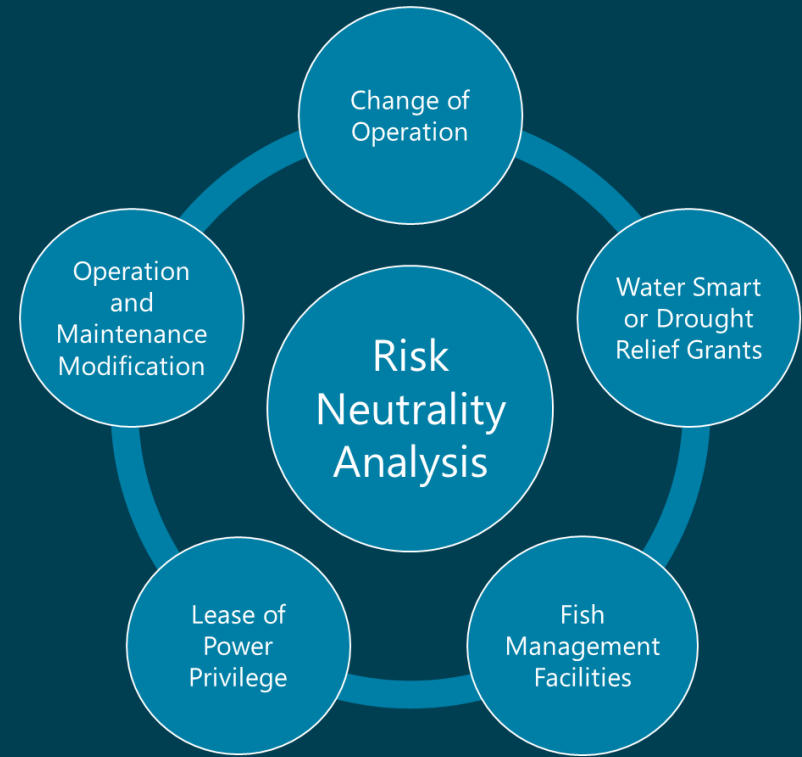 Change of
Operation
Operation
and
Maintenance
Modification
Water Smart
or Drought
Relief Grants
Risk
Neutrality
Analysis
Lease of
Power
Privilege
Fish
Management
Facilities